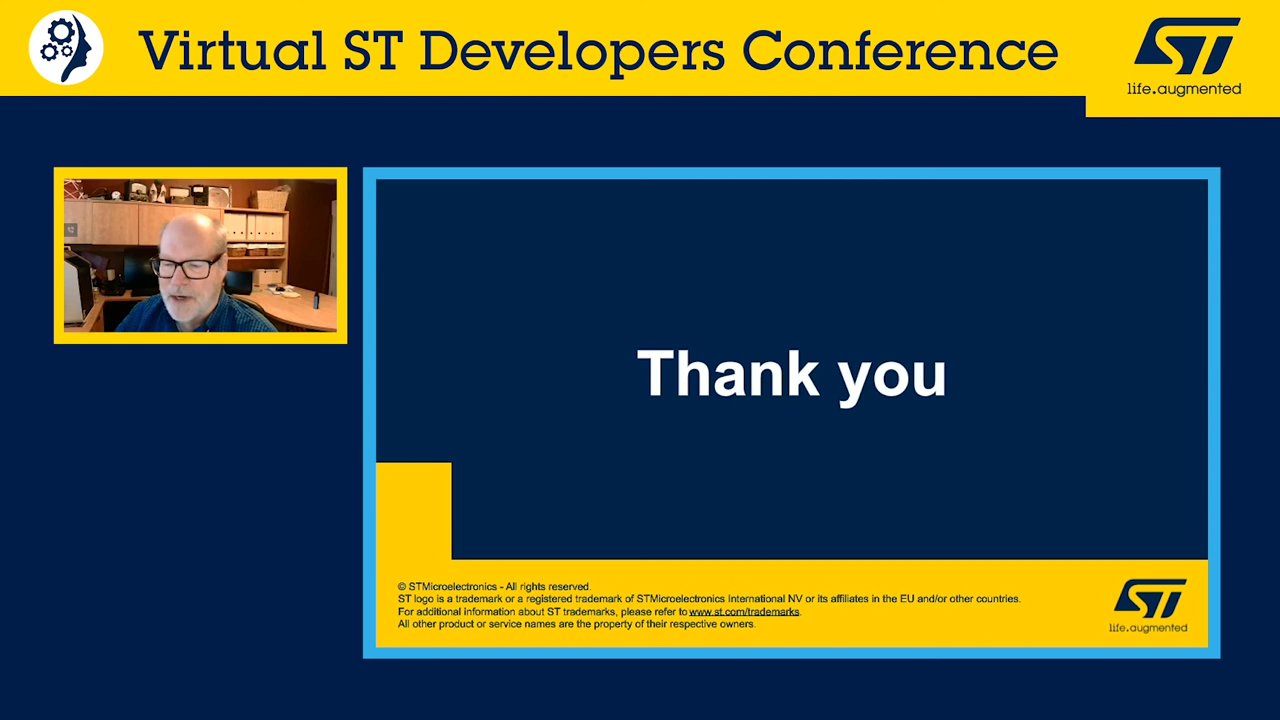 Virtual ST Developers Conference
ST
life.augmented
Thank you
© STMicroelectronics - All rights reserved.
ST logo is a trademark or a registered trademark of STMicroelectronics International NV or its affiliates in the EU and/or other countries.
For additional information about ST trademarks, please refer to www.st.com/trademarks.
All other product or service names are the property of their respective owners.
ST
life.augmented